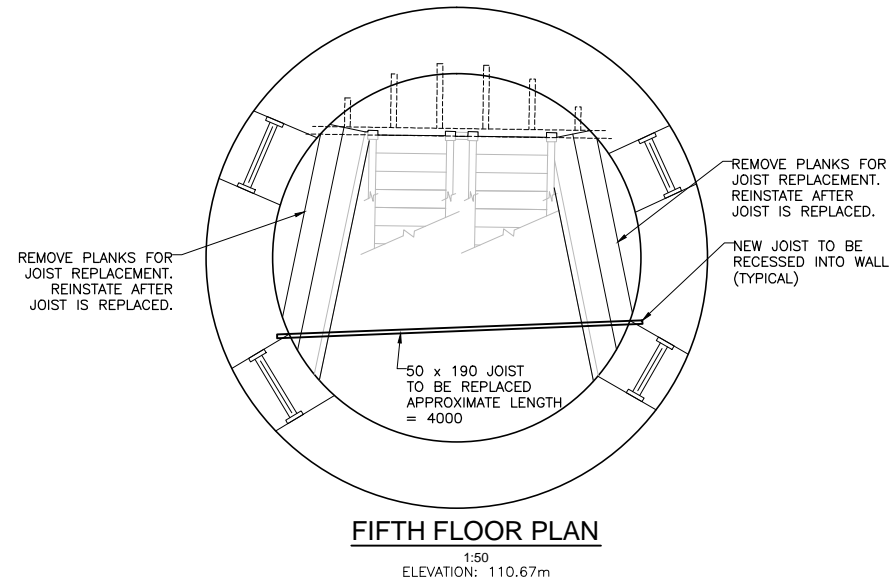 REMOVE PLANKS FOR
JOIST REPLACEMENT.
REINSTATE AFTER
JOIST IS REPLACED.
REMOVE PLANKS FOR
JOIST REPLACEMENT.
REINSTATE AFTER
JOIST IS REPLACED.
NEW JOIST TO BE
RECESSED INTO WALL
(TYPICAL)
50 x 190 JOIST
TO BE REPLACED
APPROXIMATE LENGTH
= 4000
FIFTH FLOOR PLAN
1:50
ELEVATION: 110.67m